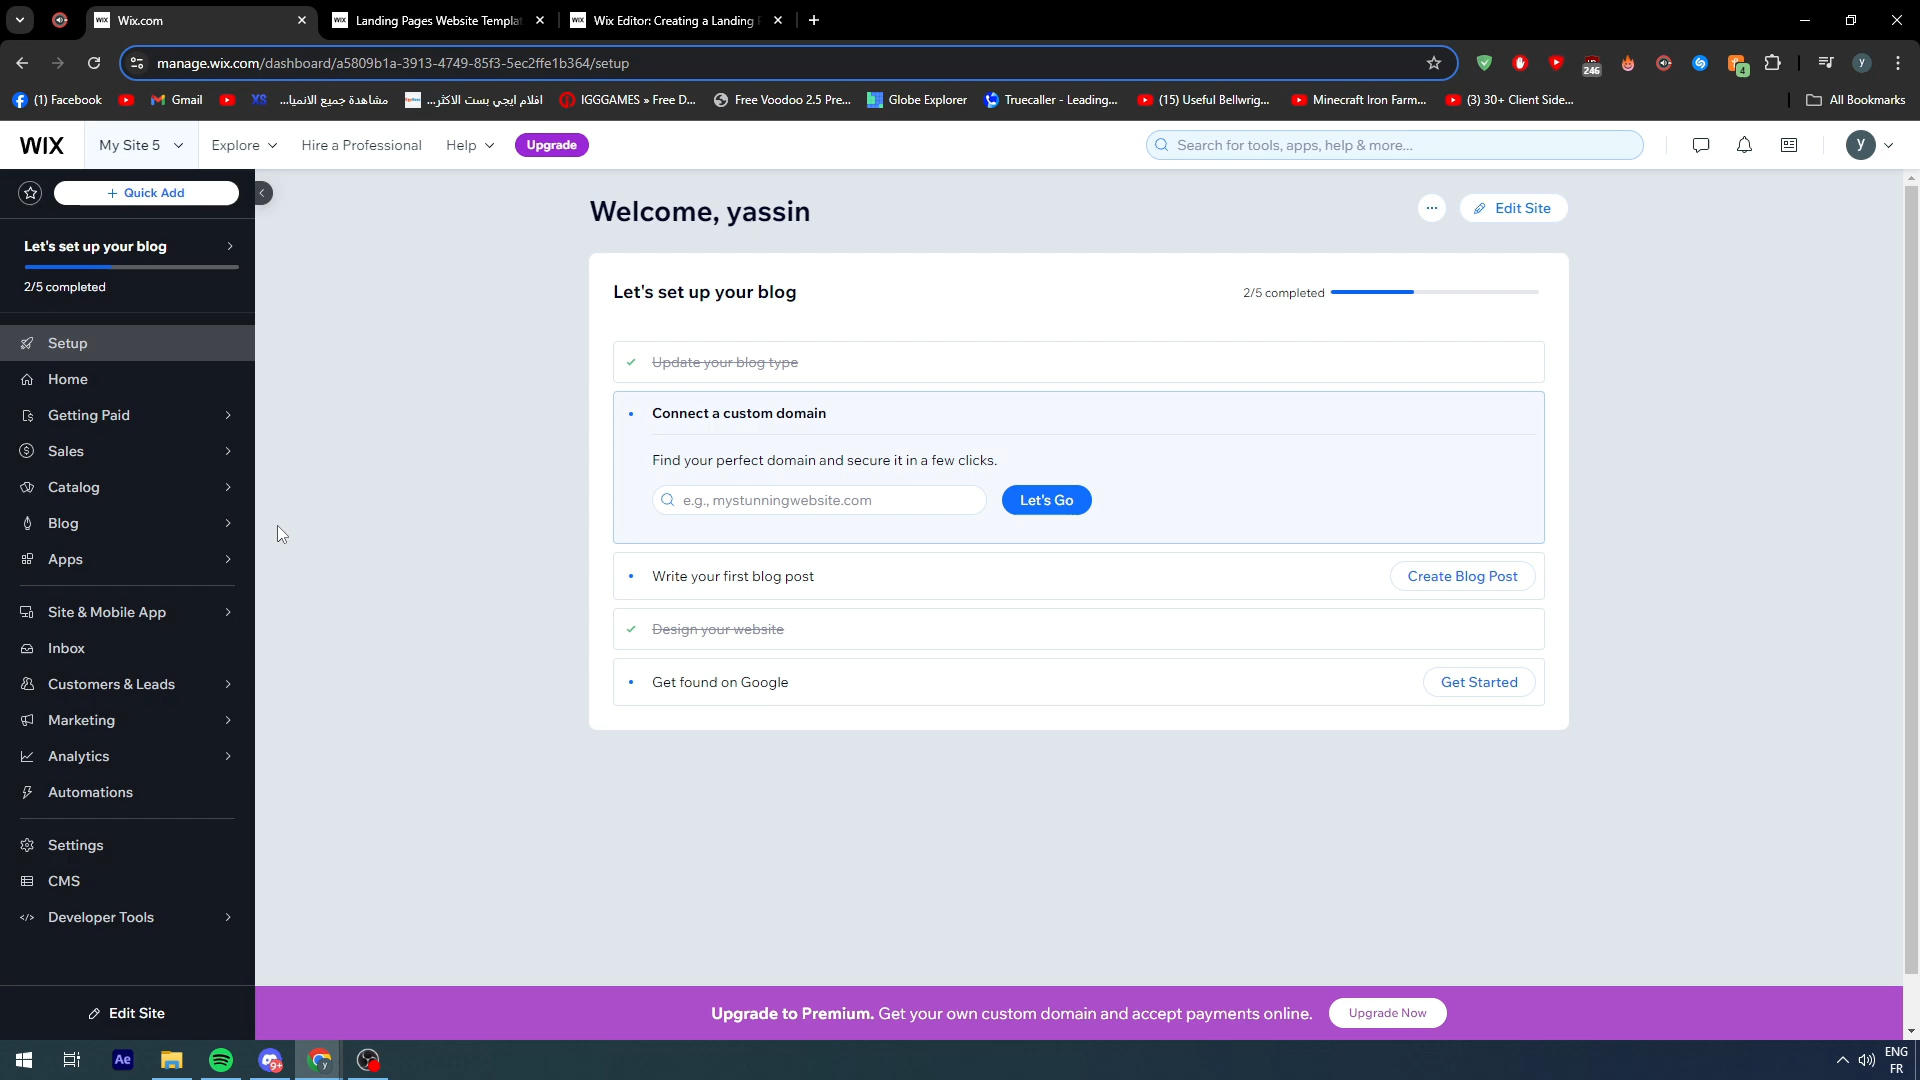 Wix.com
Landing Pages Website Templat
Wix Editor: Creating a Landing P
manage.wix.com/dashboard/a5809b1a-3913-4749-85f3-5ec2ffe1b364/setup
246
4
y
(1) Facebook
Gmail
XS
مشاهدة جميع الانميا...
افلام ايجي بست الاكثر...
IGGGAMES » Free D...
Free Voodoo 2.5 Pre...
Globe Explorer
Truecaller - Leading...
(15) Useful Bellwrig...
Minecraft Iron Farm...
(3) 30+ Client Side...
All Bookmarks
WIX
My Site 5
Explore
Hire a Professional
Help
Upgrade
Search for tools, apps, help & more...
y
+ Quick Add
Let's set up your blog
2/5 completed
Setup
Home
Getting Paid
Sales
Catalog
Blog
Apps
Site & Mobile App
Inbox
Customers & Leads
Marketing
Analytics
Automations
Settings
CMS
Developer Tools
Edit Site
Welcome, yassin
Edit Site
Let's set up your blog
2/5 completed
Update your blog type
Connect a custom domain
Find your perfect domain and secure it in a few clicks.
e.g., mystunningwebsite.com
Let's Go
Write your first blog post
Create Blog Post
Design your website
Get found on Google
Get Started
Upgrade to Premium. Get your own custom domain and accept payments online.
Upgrade Now
Ae
9+
y
ENG
FR